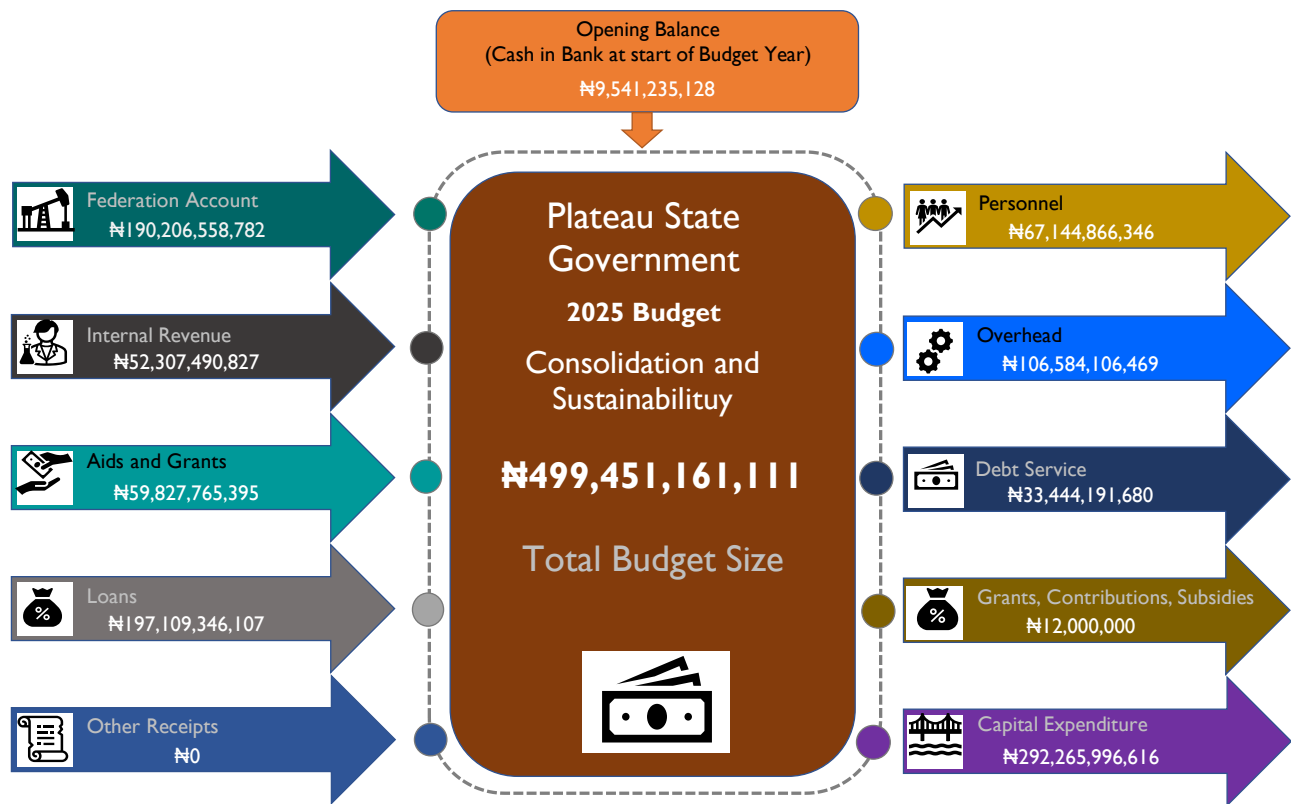 Opening Balance
(Cash in Bank at start of Budget Year)
₦9,541,235,128
Federation Account
₦190,206,558,782
Internal Revenue
₦52,307,490,827
Aids and Grants
₦59,827,765,395
Loans
%
₦197,109,346,107
Other Receipts
₦0
Plateau State
Government
2025 Budget
Consolidation and
Sustainabilituy
₦499,451,161,111
Total Budget Size
Personnel
₦67,144,866,346
Overhead
₦106,584,106,469
Debt Service
₦33,444,191,680
Grants, Contributions, Subsidies
%
₦12,000,000
Capital Expenditure
₦292,265,996,616